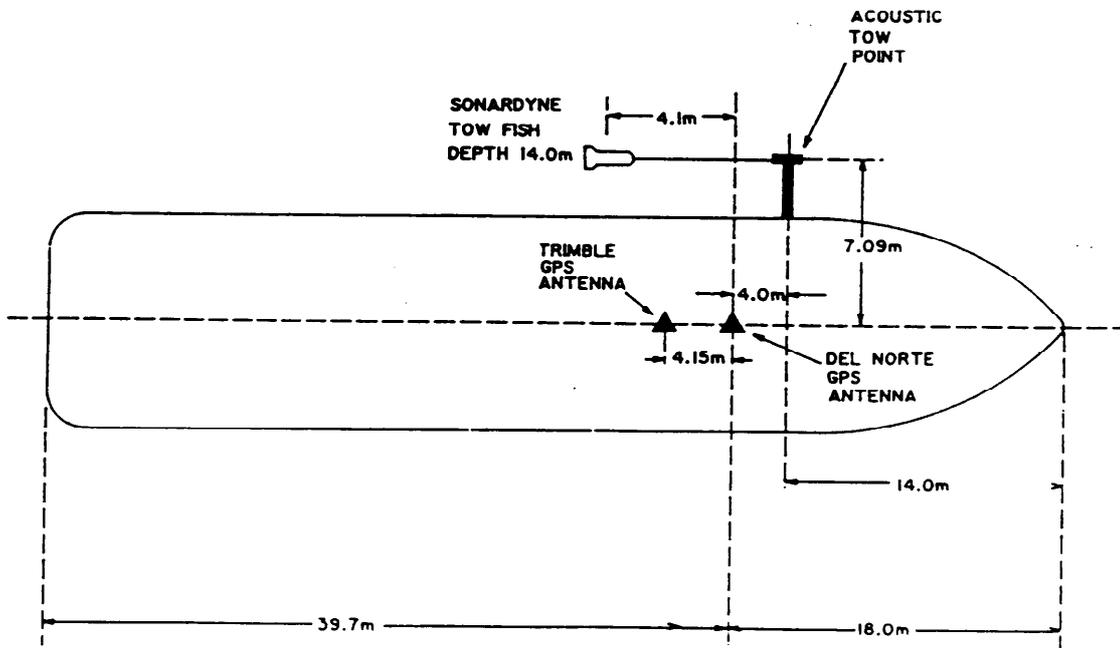 ACOUSTIC
TOW
POINT
SONARDYNE
TOW FISH
DEPTH 14.0m
4.1m
7.09m
TRIMBLE
GPS
ANTENNA
4.0m
4.15m
DEL NORTE
GPS
ANTENNA
14.0m
39.7m
18.0m